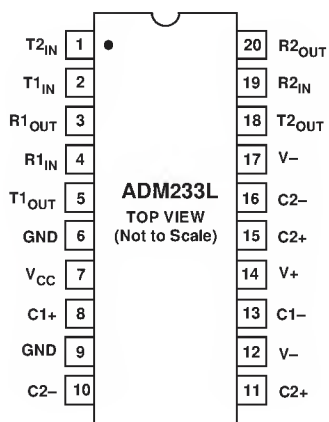 T2IN 1 20 R2OUT
T1IN 2 19 R2IN
R1OUT 3 18 T2OUT
R1IN 4 17 V–
T1OUT 5 16 C2–
ADM233L
TOP VIEW
(Not to Scale)
GND 6 15 C2+
VCC 7 14 V+
C1+ 8 13 C1–
GND 9 12 V–
C2– 10 11 C2+